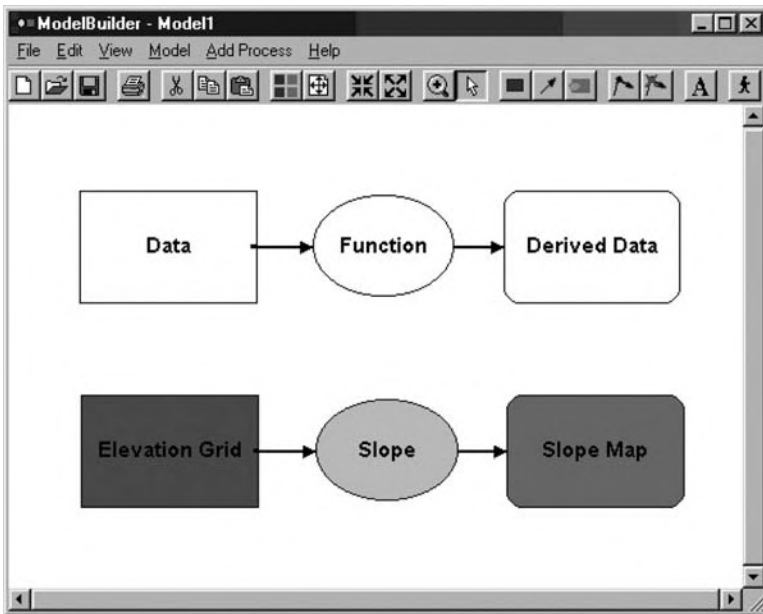 ModelBuilder - Model1
File Edit View Model Add Process Help
A
Data Function Derived Data
Elevation Grid Slope Slope Map